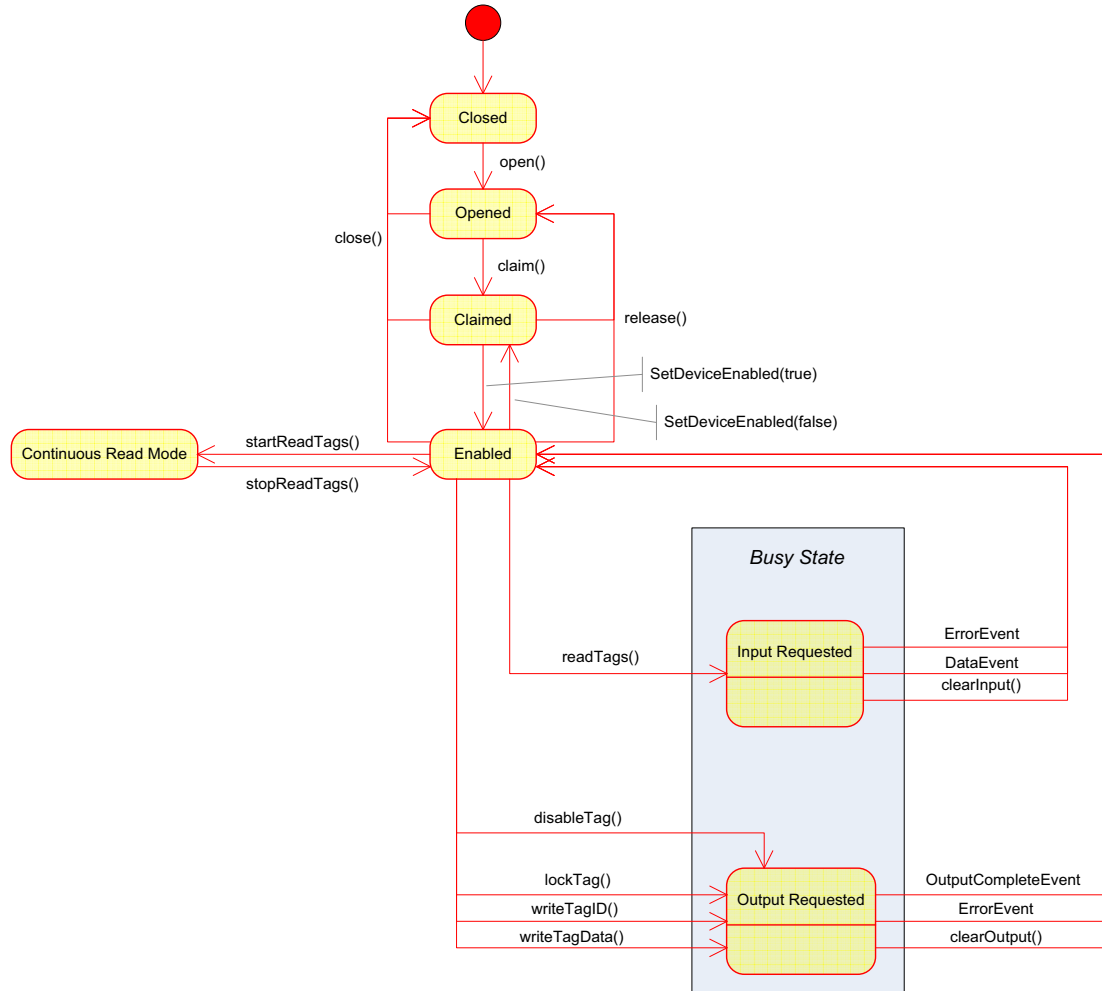 Closed
open()
Opened
close()
claim()
Claimed
release()
SetDeviceEnabled(true)
SetDeviceEnabled(false)
startReadTags()
Continuous Read Mode
Enabled
stopReadTags()
Busy State
ErrorEvent
Input Requested
readTags()
DataEvent
clearInput()
disableTag()
lockTag()
OutputCompleteEvent
Output Requested
writeTagID()
ErrorEvent
writeTagData()
clearOutput()